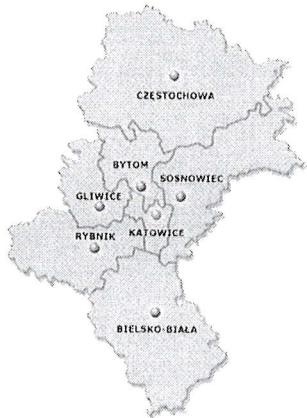 CZĘSTOCHOWA
BYTOM
SOSNOWIEC
GLIWICE
RYBNIK
KATOWICE
BIELSKO-BIAŁA